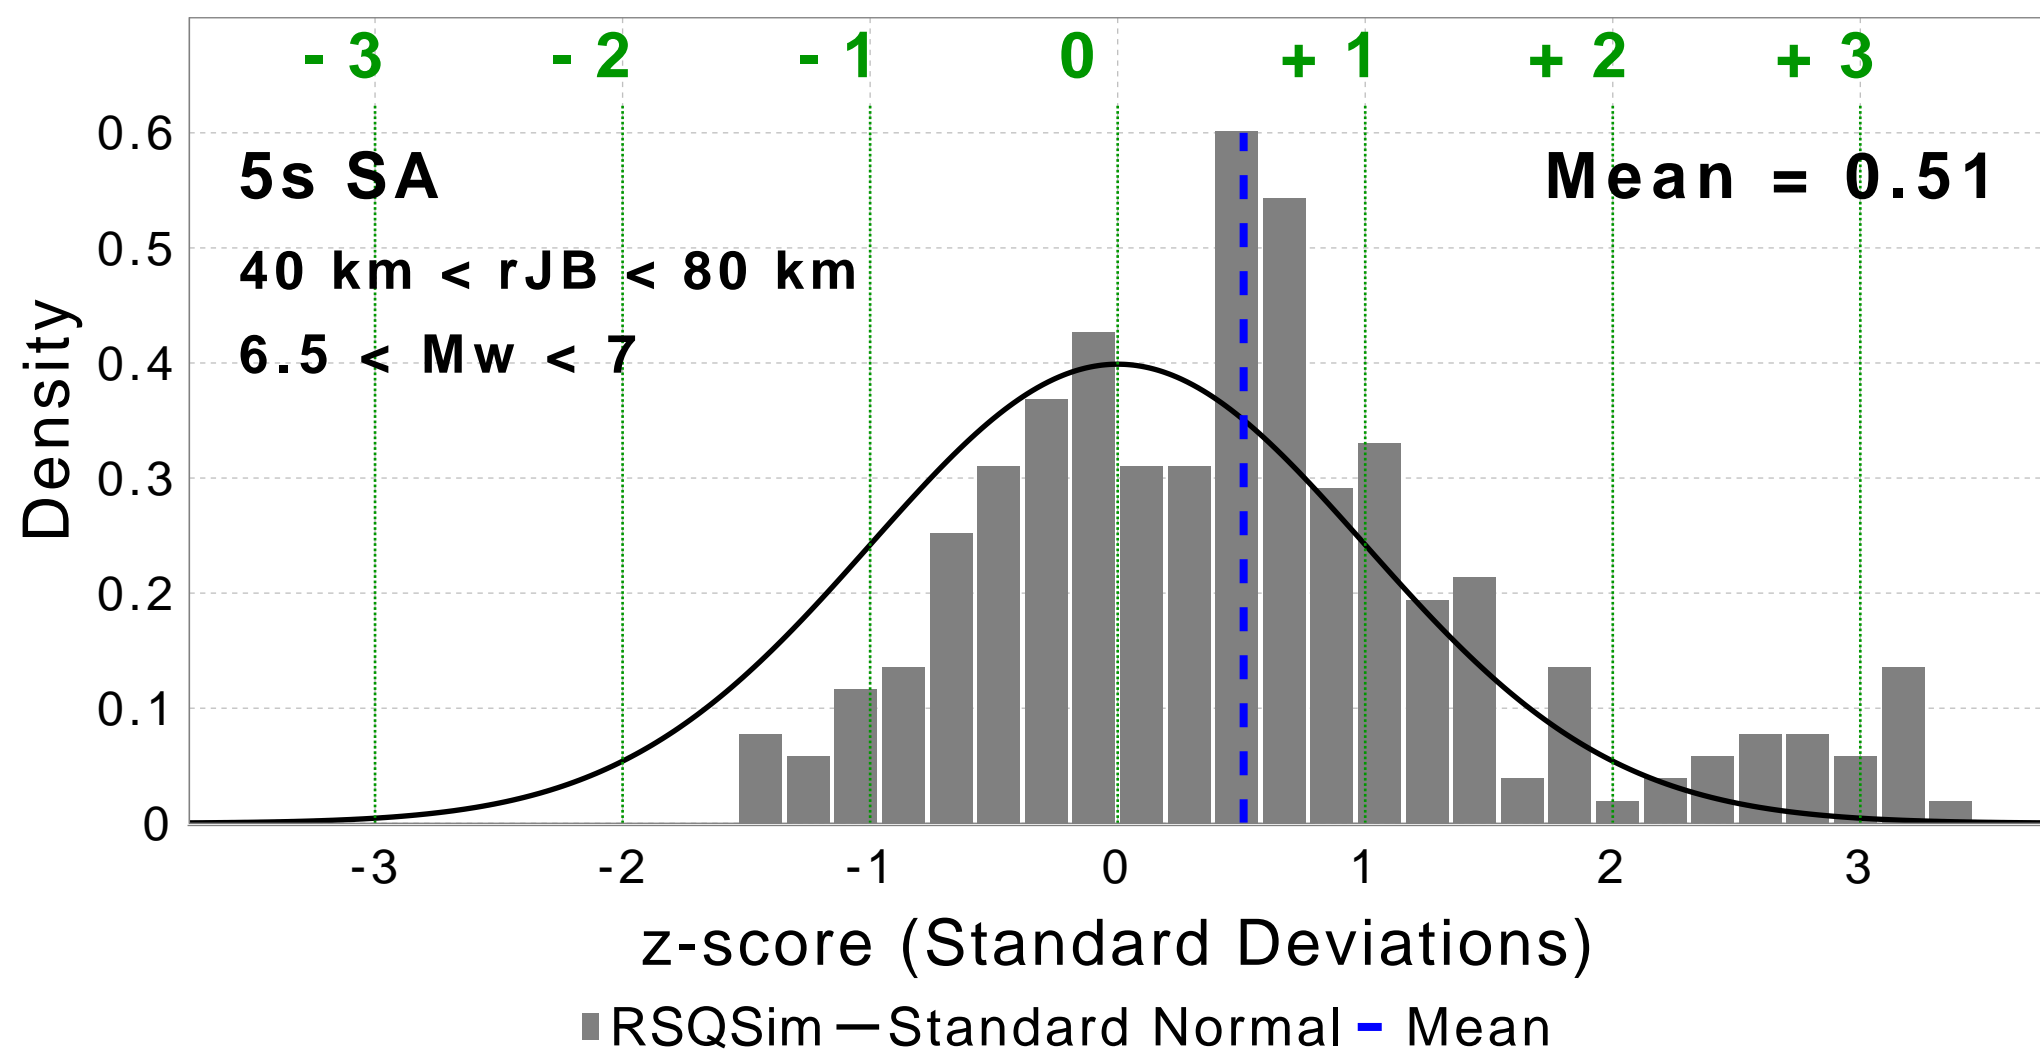 - 3 - 2 - 1 0 + 1 + 2 + 3
0.6
5s SA
Mean = 0.51
0.5
40 km < rJB < 80 km
6.5 < Mw < 7
0.4
0.3
0.2
0.1
0
Density
-3 -2 -1 0 1 2 3
z-score (Standard Deviations)
RSQSim Standard Normal Mean